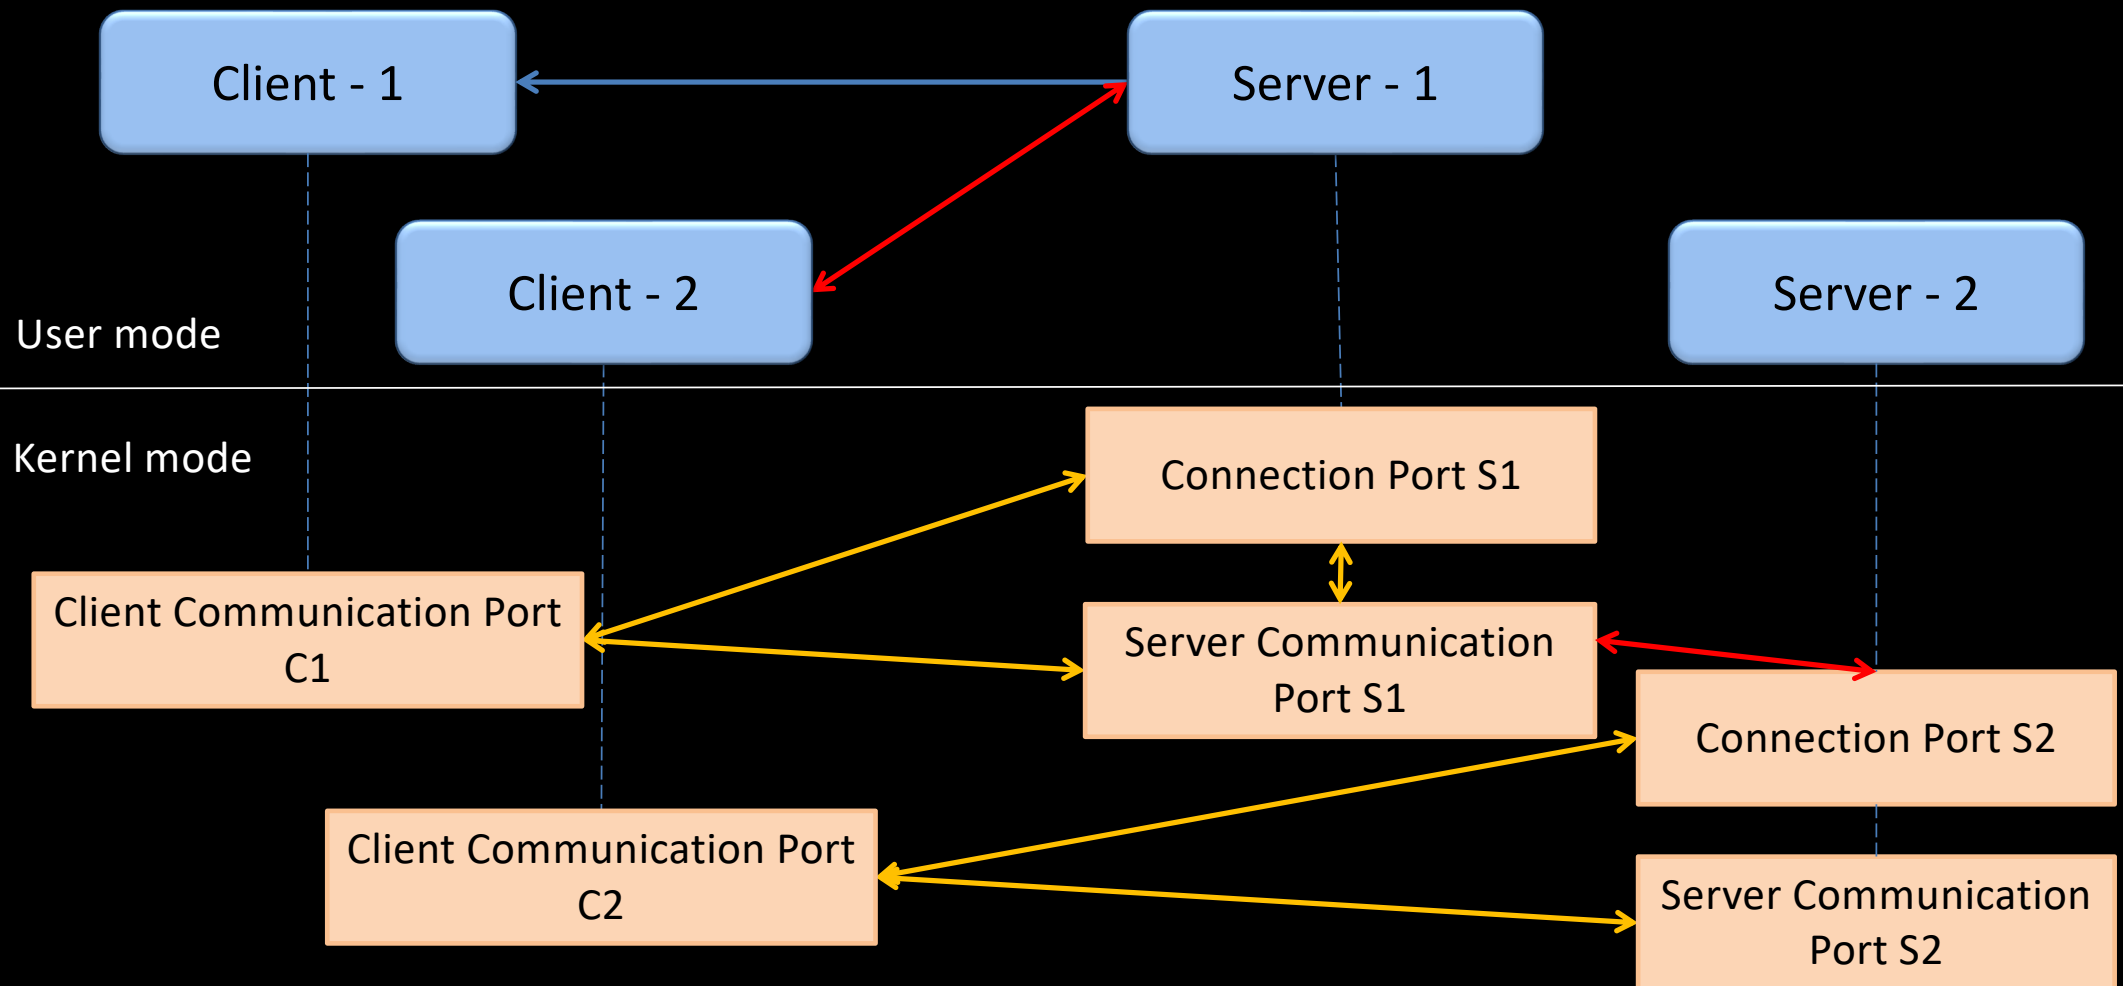 Client - 1
Server - 1
Client - 2
Server - 2
User mode
Kernel mode
Connection Port S1
Client Communication Port
C1
Server Communication
Port S1
Connection Port S2
Client Communication Port
C2
Server Communication
Port S2